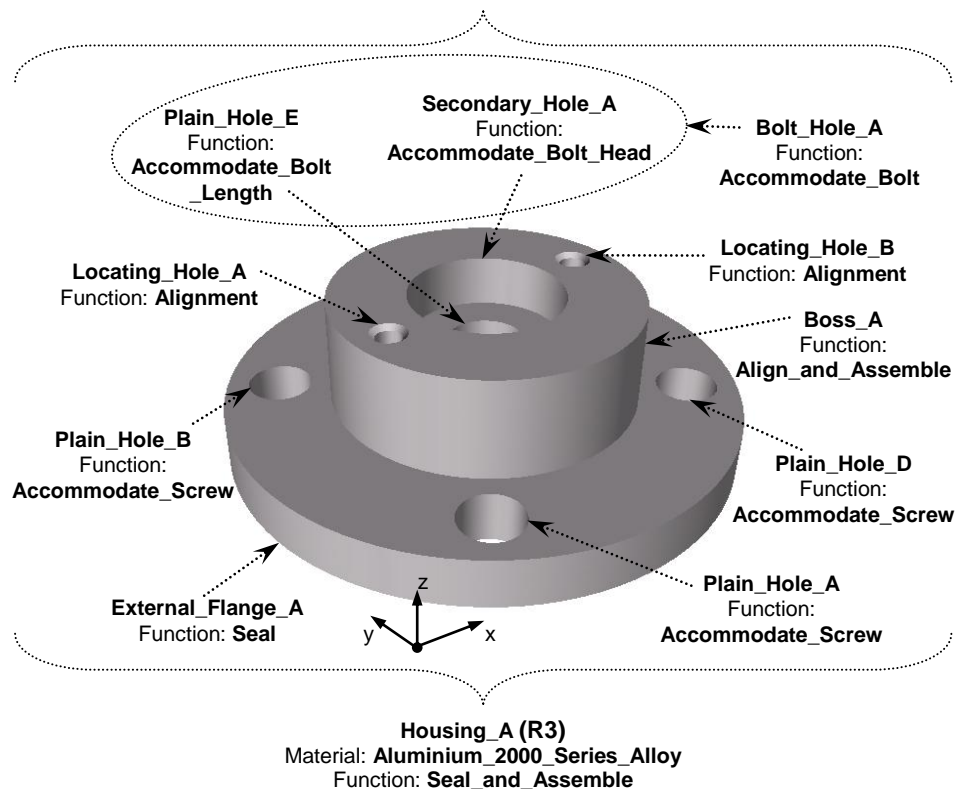 Plain_Hole_E
Function:
Accommodate_Bolt
_Length
Secondary_Hole_A
Function:
Accommodate_Bolt_Head
Bolt_Hole_A
Function:
Accommodate_Bolt
Locating_Hole_A
Function: Alignment
Locating_Hole_B
Function: Alignment
Boss_A
Function:
Align_and_Assemble
Plain_Hole_B
Function:
Accommodate_Screw
Plain_Hole_D
Function:
Accommodate_Screw
External_Flange_A
Function: Seal
z
y
x
Plain_Hole_A
Function:
Accommodate_Screw
Housing_A (R3)
Material: Aluminium_2000_Series_Alloy
Function: Seal_and_Assemble